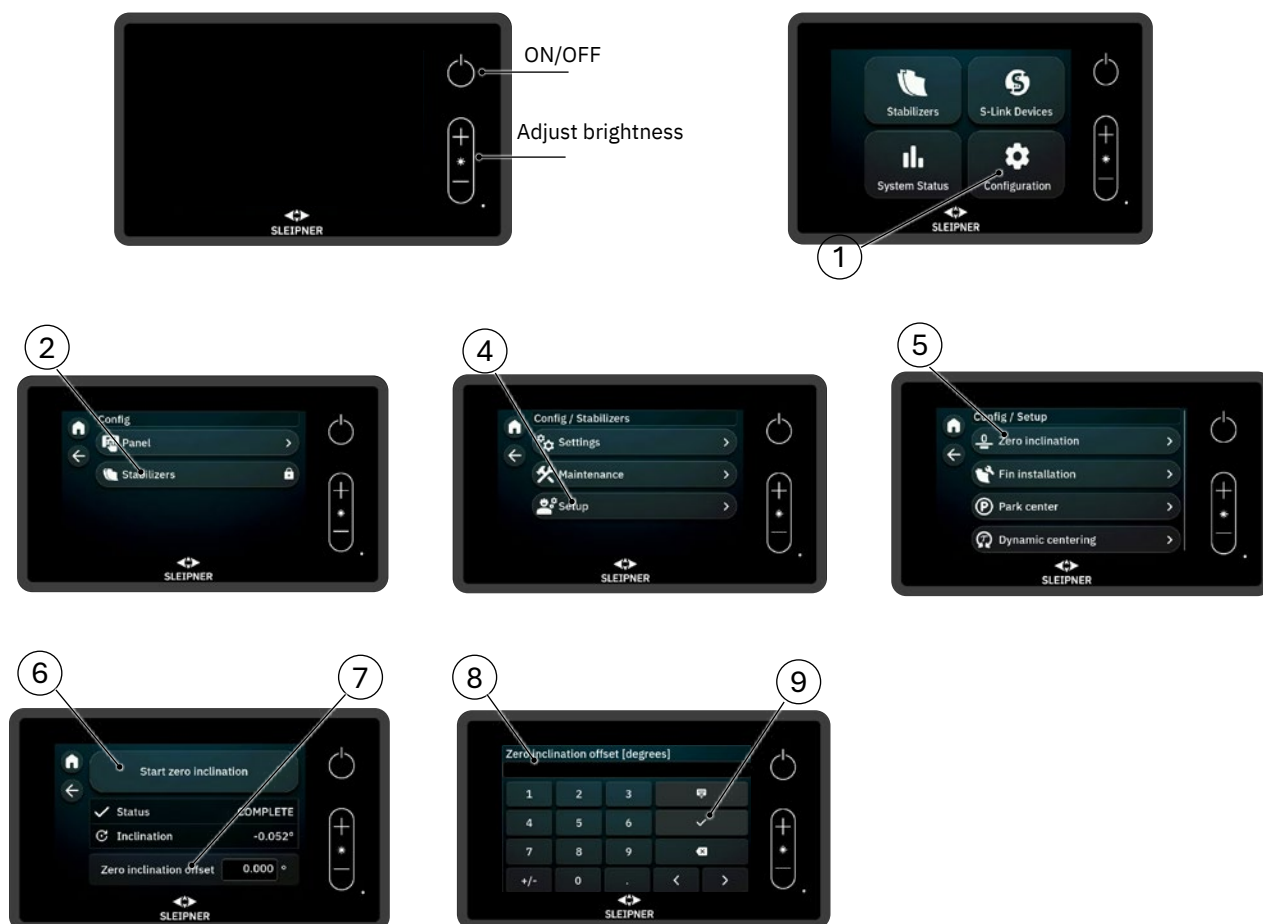 ON/OFF
Adjust brightness
SLEIPNER
Stabilizers
S-Link Devices
System Status
Configuration
SLEIPNER
1
2
Config
Panel
Stabilizers
SLEIPNER
4
Config / Stabilizers
Settings
Maintenance
Setup
SLEIPNER
5
Config / Setup
Zero inclination
Fin installation
P Park center
Dynamic centering
SLEIPNER
6
7
Start zero inclination
Status COMPLETE
Inclination -0.052°
Zero inclination offset 0.000 °
SLEIPNER
8
9
Zero inclination offset [degrees]
1 2 3
4 5 6
7 8 9
+/- 0 . < >
SLEIPNER